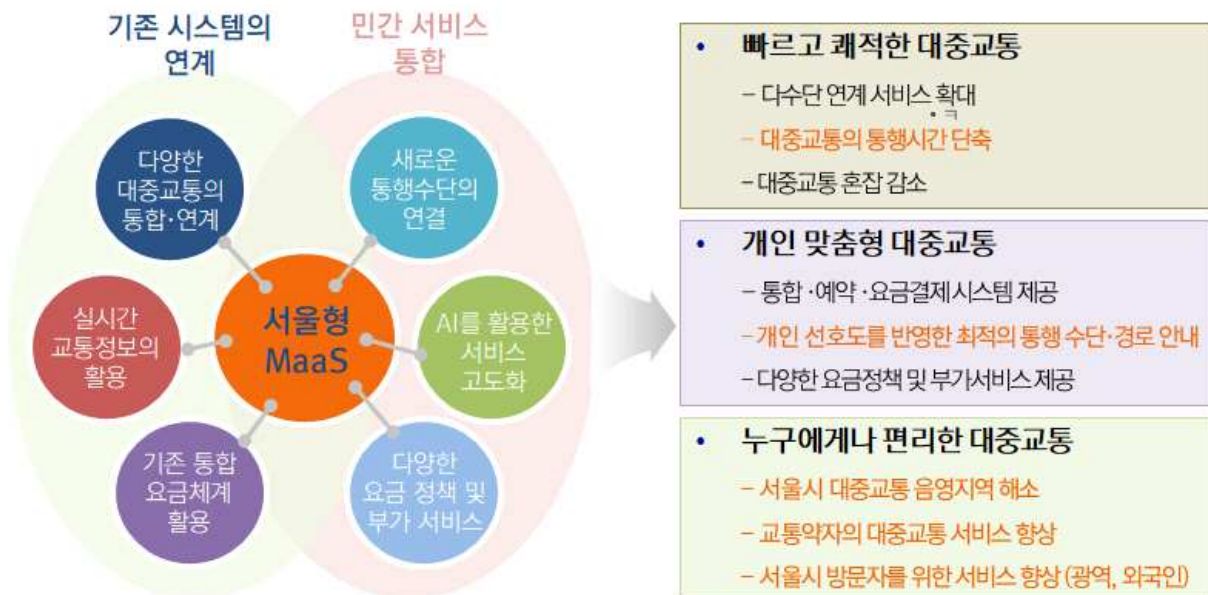 기존 시스템의
연계
민간 서비스
통합
다양한
대중교통의
통합·연계
새로운
통행수단의
연결
실시간
교통정보의
활용
서울형
MaaS
AI를 활용한
서비스
고도화
기존 통합
요금체계
활용
다양한
요금 정책 및
부가 서비스
• 빠르고 쾌적한 대중교통
– 다수단 연계 서비스 확대
• ㅋ
– 대중교통의 통행시간 단축
– 대중교통 혼잡 감소
• 개인 맞춤형 대중교통
– 통합·예약·요금결제시스템 제공
– 개인 선호도를 반영한 최적의 통행 수단·경로 안내
– 다양한 요금정책 및 부가서비스 제공
• 누구에게나 편리한 대중교통
– 서울시 대중교통 음영지역 해소
– 교통약자의 대중교통 서비스 향상
– 서울시 방문자를 위한 서비스 향상 (광역, 외국인)